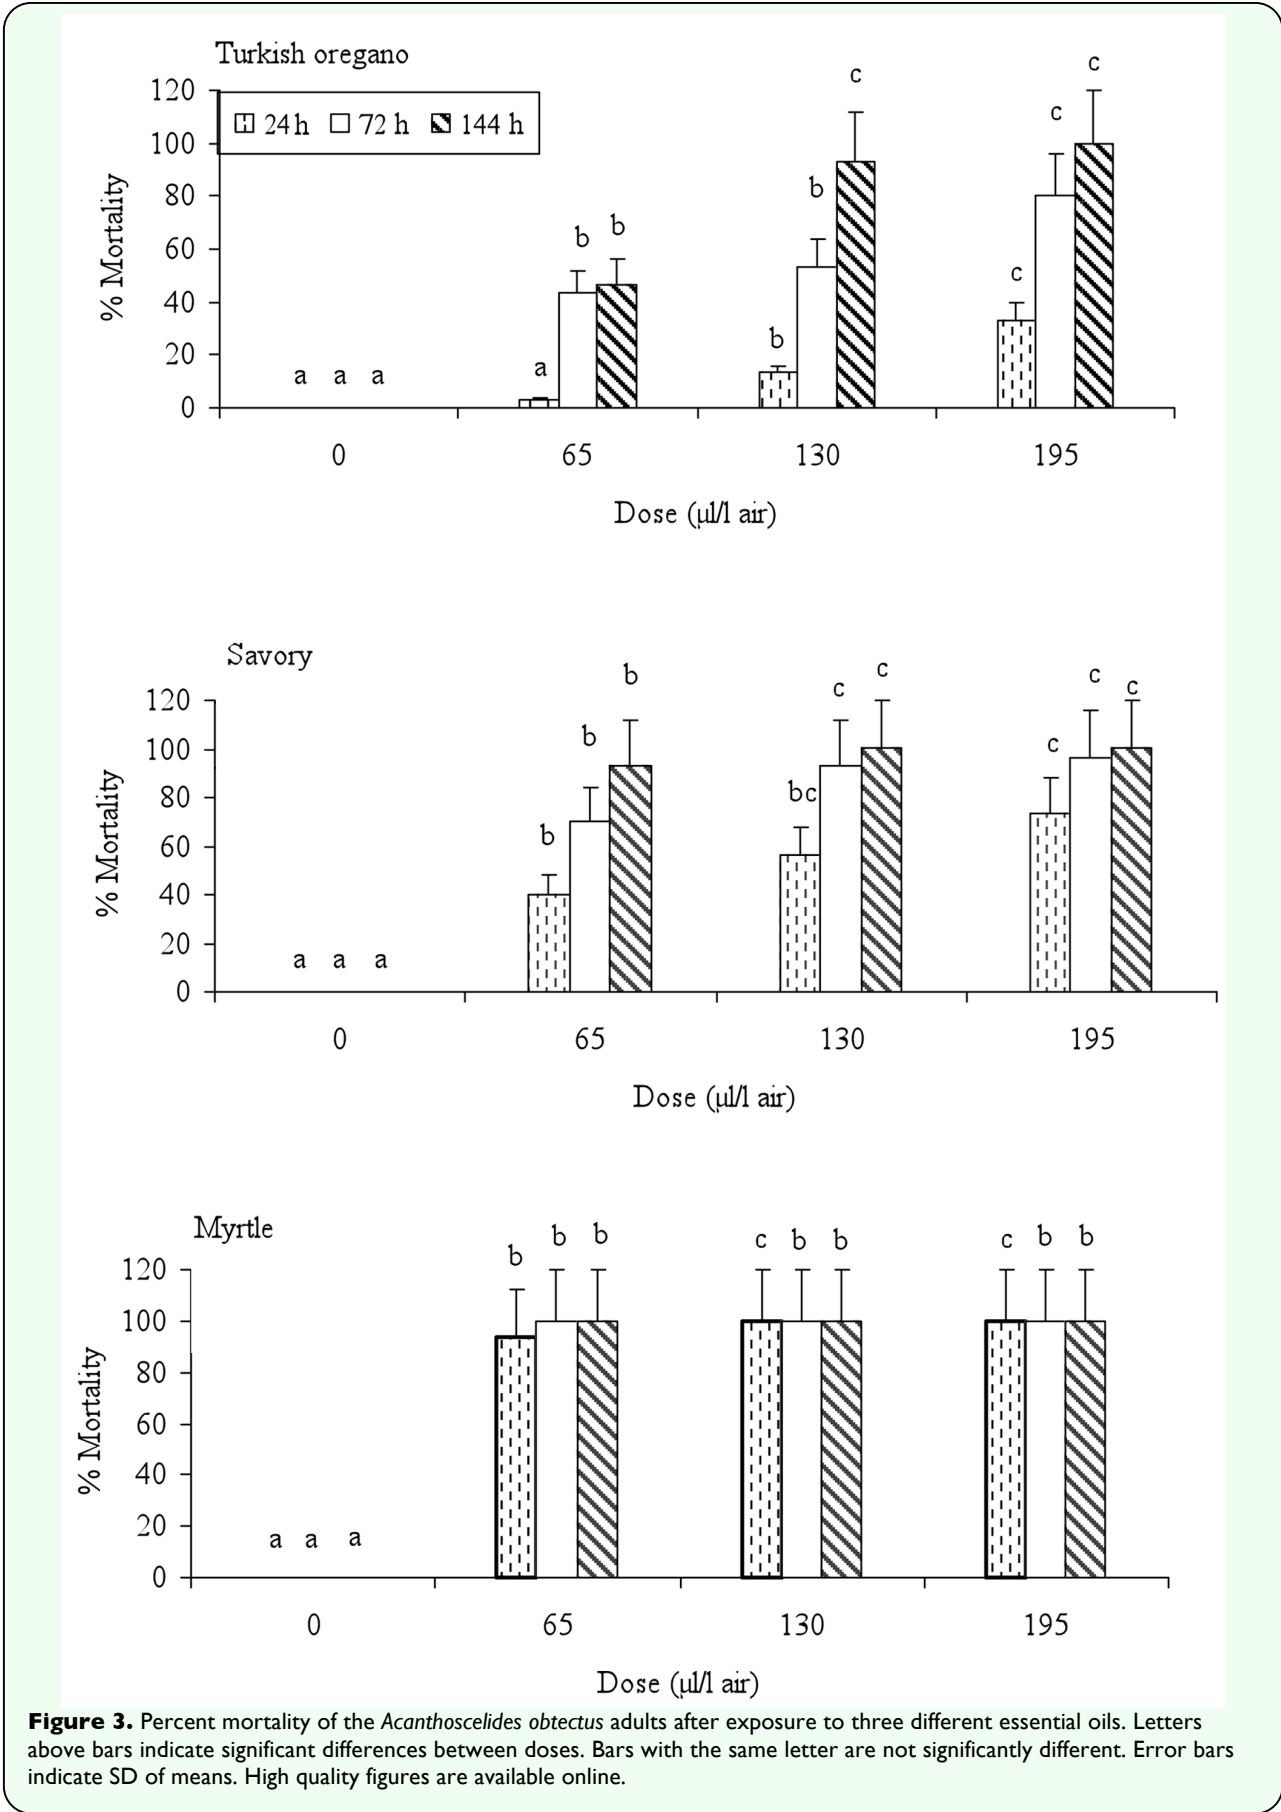 Turkish oregano
c
c
120
24h 72 h 144 h
100
c
80
b
60
b b
40
c
b
20
a
a a a
0
% Mortality
0 65 130 195
Dose (µl/l air)
Savory
b c c c
120
c
100
b c
80
bc
60
b
40
20
a a a
0
% Mortality
0 65 130 195
Dose (µl/l air)
Myrtle
b b b c b b c b b
120
100
80
60
40
20
a a a
0
% Mortality
0 65 130 195
Dose (µl/l air)
Figure 3. Percent mortality of the Acanthoscelides obtectus adults after exposure to three different essential oils. Letters
above bars indicate significant differences between doses. Bars with the same letter are not significantly different. Error bars
indicate SD of means. High quality figures are available online.